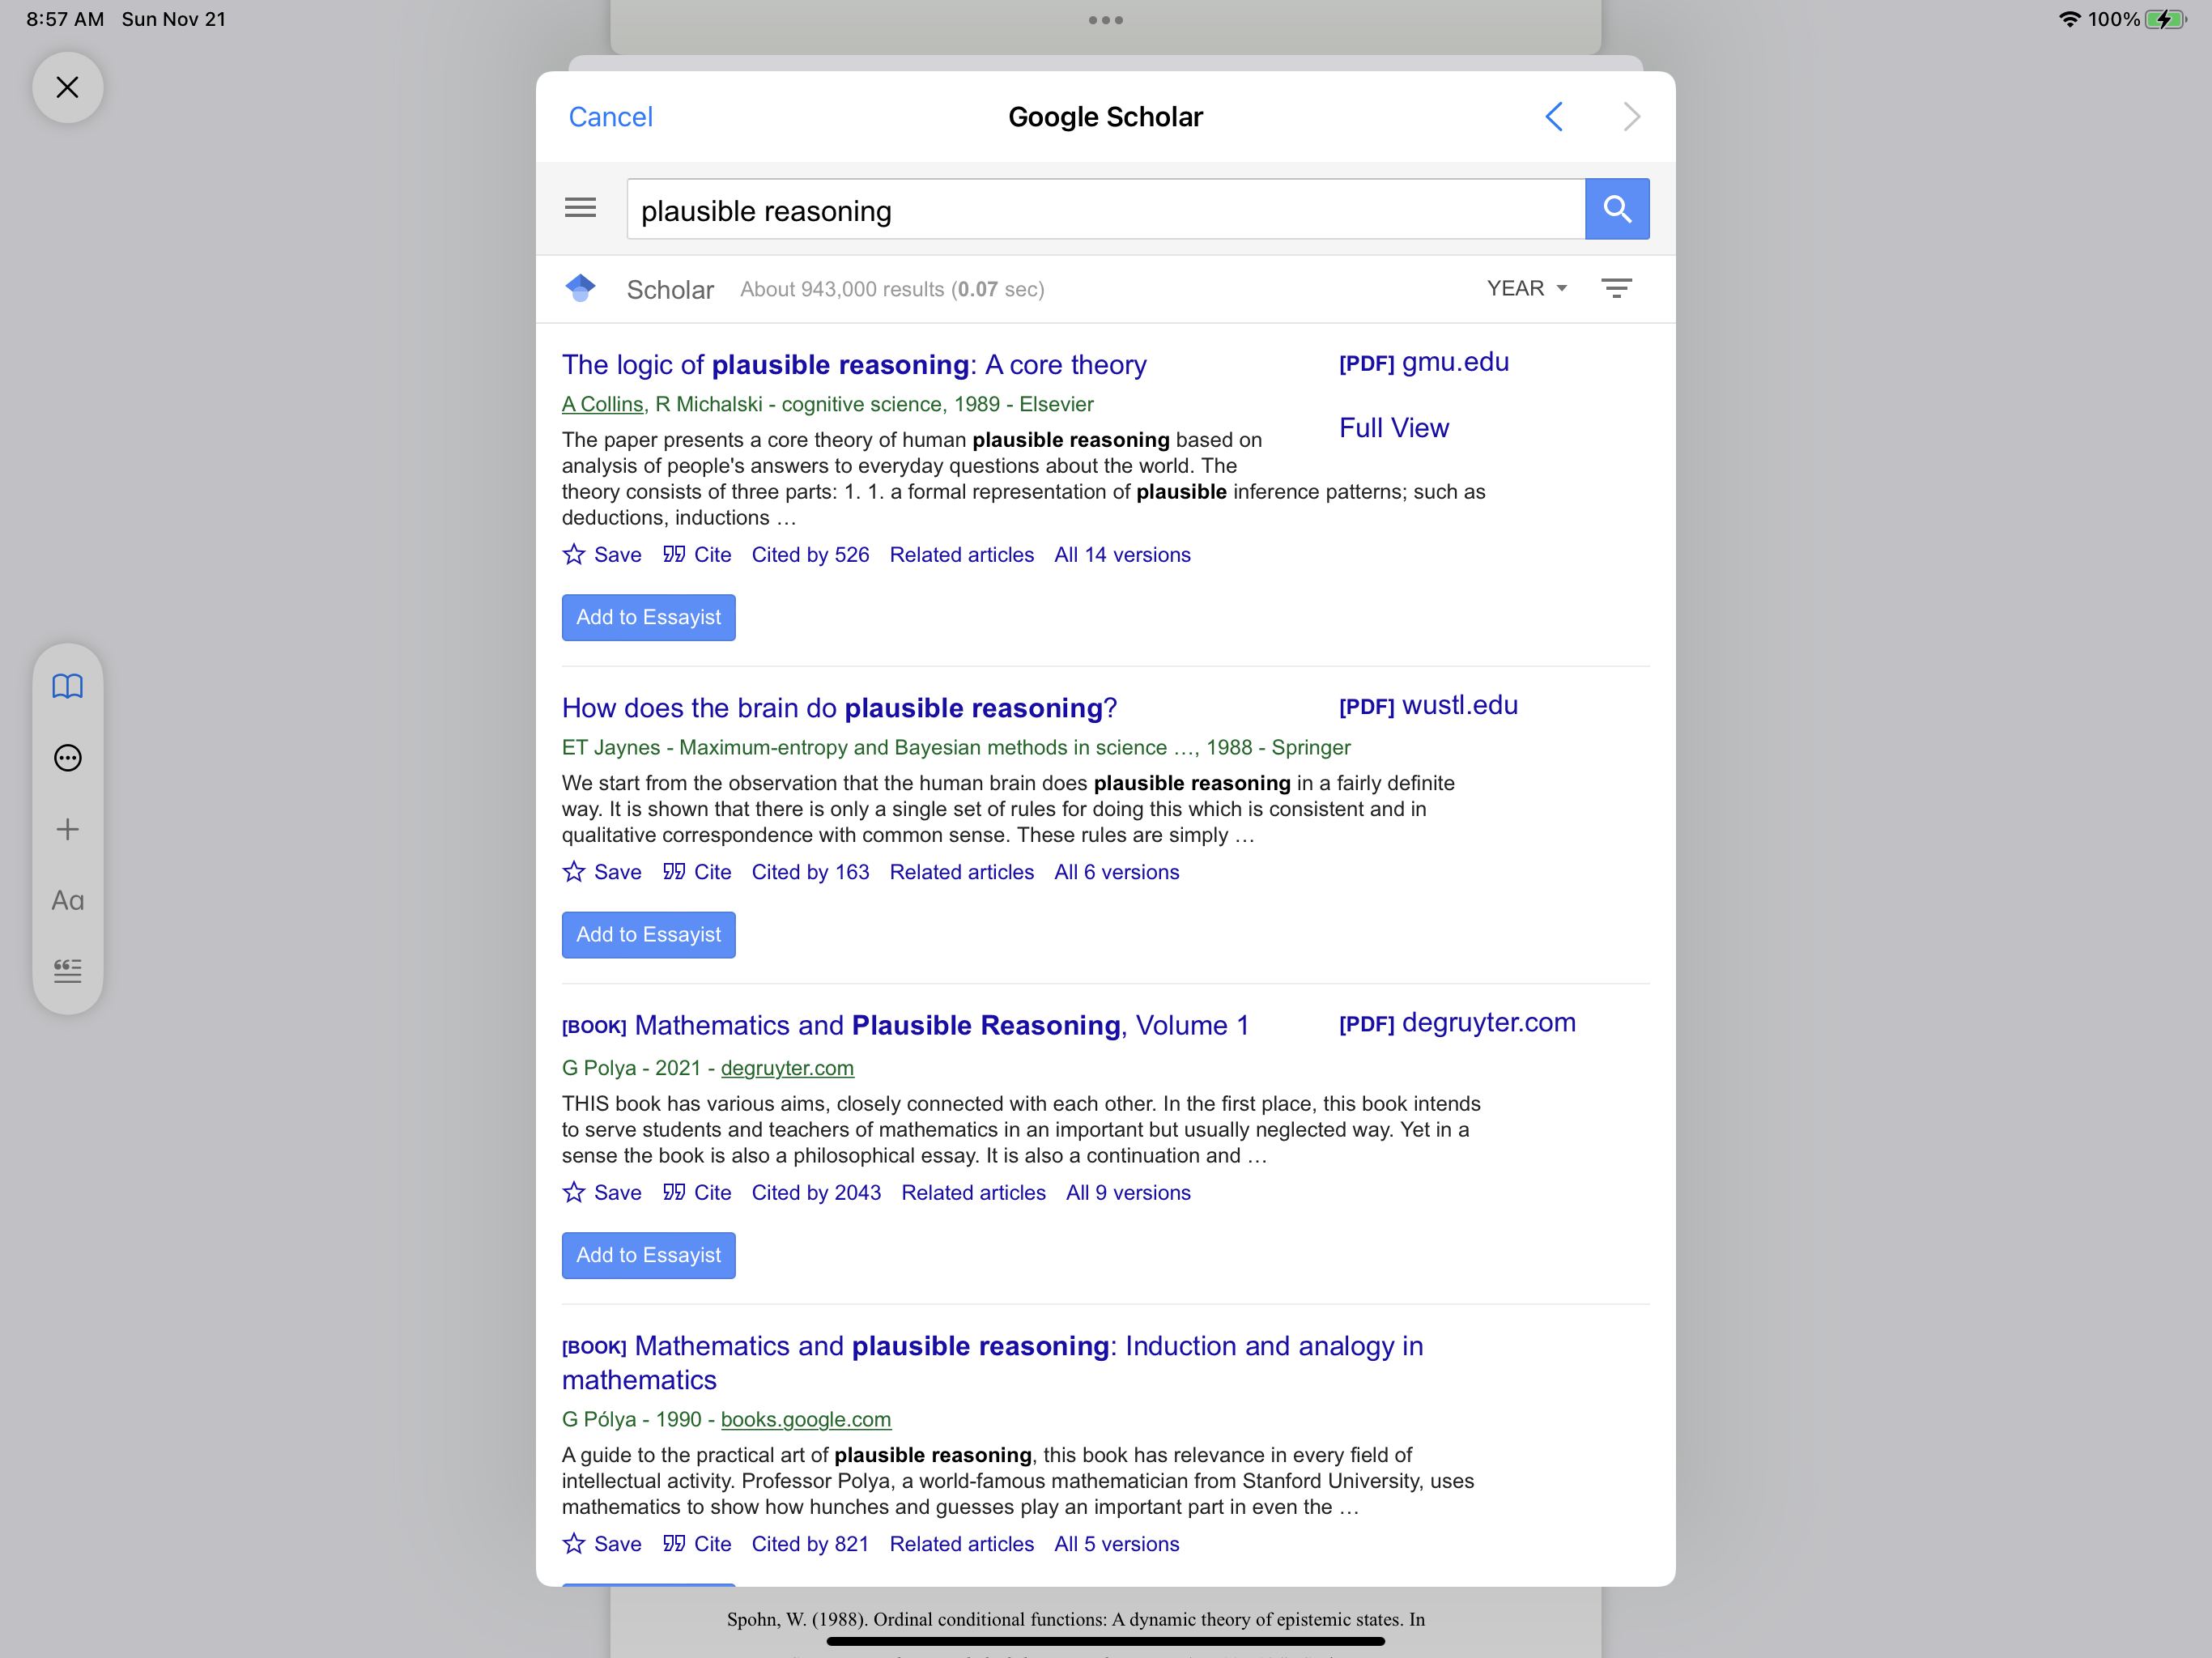 8:57 AM Sun Nov 21
100%
Cancel
Google Scholar
plausible reasoning
Scholar About 943,000 results (0.07 sec)
YEAR
The logic of plausible reasoning: A core theory
[PDF] gmu.edu
A Collins, R Michalski - cognitive science, 1989 - Elsevier
Full View
The paper presents a core theory of human plausible reasoning based on
analysis of people's answers to everyday questions about the world. The
theory consists of three parts: 1. 1. a formal representation of plausible inference patterns; such as
deductions, inductions …
Save Cite Cited by 526 Related articles All 14 versions
Add to Essayist
How does the brain do plausible reasoning?
[PDF] wustl.edu
ET Jaynes - Maximum-entropy and Bayesian methods in science …, 1988 - Springer
We start from the observation that the human brain does plausible reasoning in a fairly definite
way. It is shown that there is only a single set of rules for doing this which is consistent and in
qualitative correspondence with common sense. These rules are simply …
Save Cite Cited by 163 Related articles All 6 versions
Add to Essayist
[BOOK] Mathematics and Plausible Reasoning, Volume 1
[PDF] degruyter.com
G Polya - 2021 - degruyter.com
THIS book has various aims, closely connected with each other. In the first place, this book intends
to serve students and teachers of mathematics in an important but usually neglected way. Yet in a
sense the book is also a philosophical essay. It is also a continuation and …
Save Cite Cited by 2043 Related articles All 9 versions
Add to Essayist
[BOOK] Mathematics and plausible reasoning: Induction and analogy in
mathematics
G Pólya - 1990 - books.google.com
A guide to the practical art of plausible reasoning, this book has relevance in every field of
intellectual activity. Professor Polya, a world-famous mathematician from Stanford University, uses
mathematics to show how hunches and guesses play an important part in even the …
Save Cite Cited by 821 Related articles All 5 versions
Aa
Spohn, W. (1988). Ordinal conditional functions: A dynamic theory of epistemic states. In